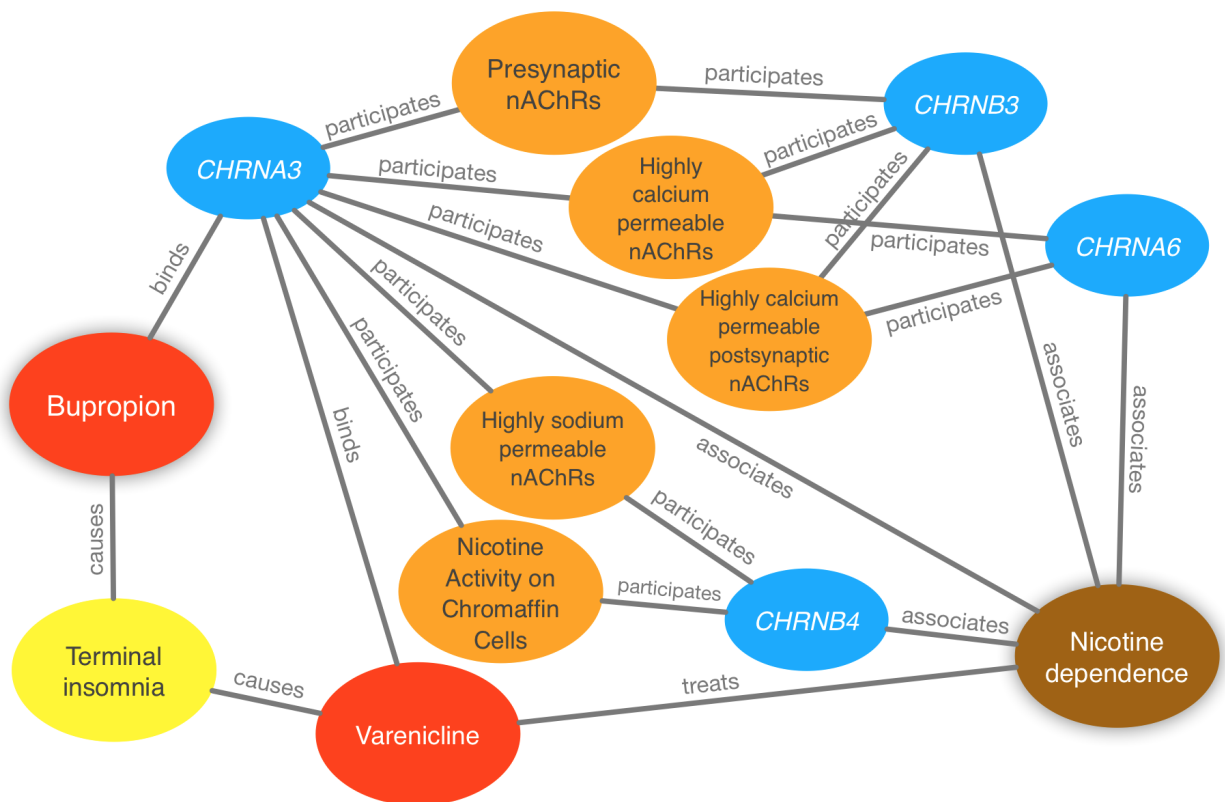 Presynaptic
nAChRs
participates
CHRNB3
participates
participates
CHRNA3
participates
Highly
calcium
permeable
nAChRs
participates
participates
participates
CHRNA6
binds
participates
Highly calcium
permeable
postsynaptic
nAChRs
participates
participates
associates
associates
Bupropion
binds
Highly sodium
permeable
nAChRs
associates
causes
participates
Nicotine
Activity on
Chromaffin
Cells
participates
CHRNB4
associates
Nicotine
dependence
Terminal
insomnia
causes
treats
Varenicline